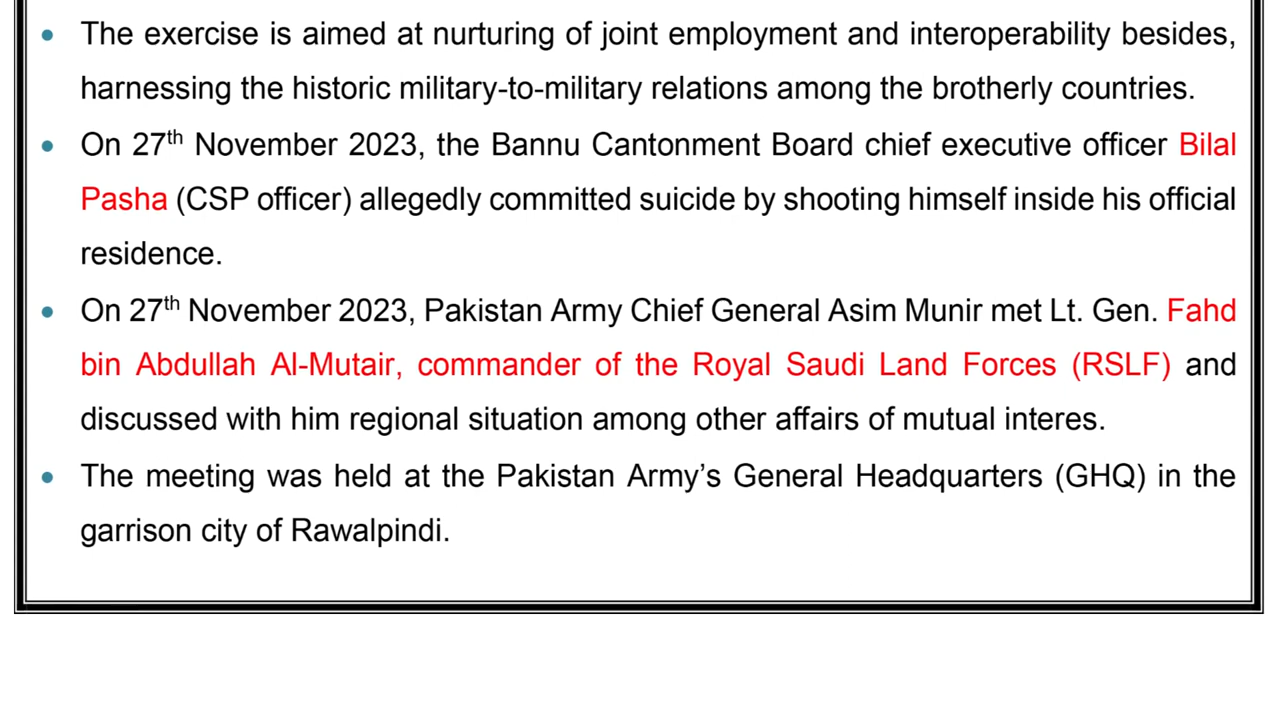 • The exercise is aimed at nurturing of joint employment and interoperability besides,
harnessing the historic military-to-military relations among the brotherly countries.
• On 27th November 2023, the Bannu Cantonment Board chief executive officer Bilal
Pasha (CSP officer) allegedly committed suicide by shooting himself inside his official
residence.
• On 27th November 2023, Pakistan Army Chief General Asim Munir met Lt. Gen. Fahd
bin Abdullah Al-Mutair, commander of the Royal Saudi Land Forces (RSLF) and
discussed with him regional situation among other affairs of mutual interes.
• The meeting was held at the Pakistan Army’s General Headquarters (GHQ) in the
garrison city of Rawalpindi.